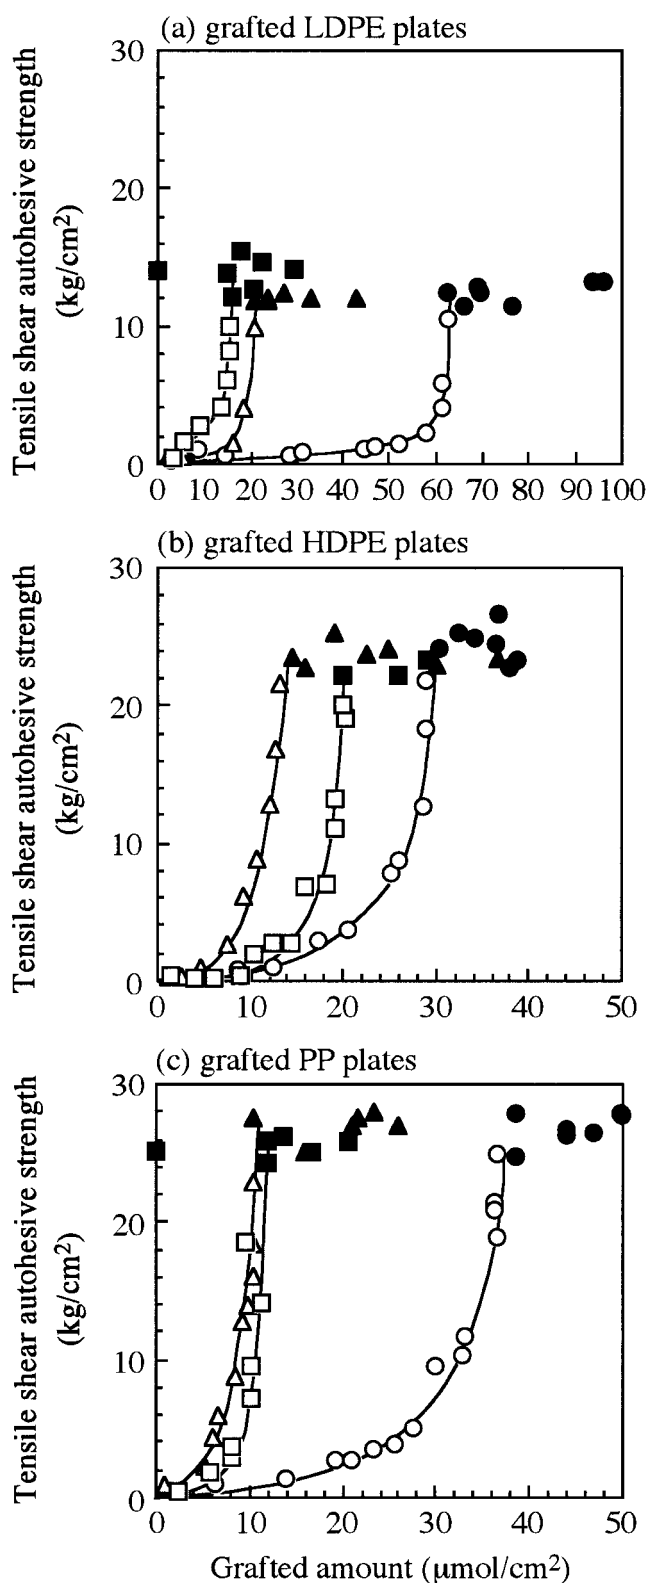 (a) grafted LDPE plates
Tensile shear autohesive strength
(kg/cm²)
30
20
10
0
0 10 20 30 40 50 60 70 80 90 100
(b) grafted HDPE plates
Tensile shear autohesive strength
(kg/cm²)
30
20
10
0
0 10 20 30 40 50
(c) grafted PP plates
Tensile shear autohesive strength
(kg/cm²)
30
20
10
0
0 10 20 30 40 50
Grafted amount (μmol/cm²)